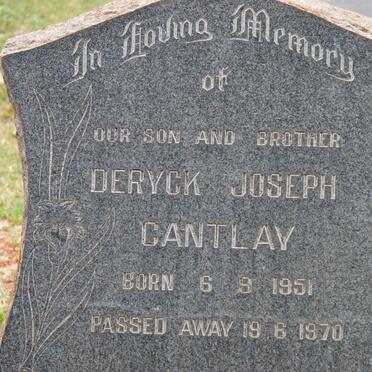 In Loving Memory
of
OUR SON AND BROTHER
DERYCK JOSEPH
CANTLAY
BORN 6 - 9 1951
PASSED AWAY 19 6 1970